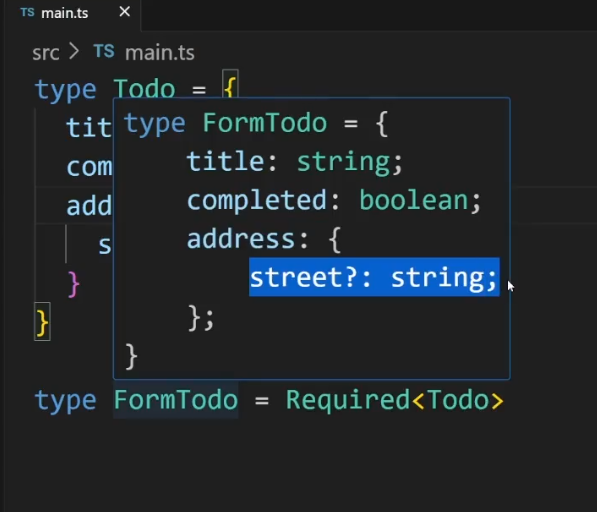 TS main.ts ×
src > TS main.ts
type Todo = {
tit
com
add
s
}
}
type FormTodo = {
title: string;
completed: boolean;
address: {
street?: string;
};
}
type FormTodo = Required<Todo>